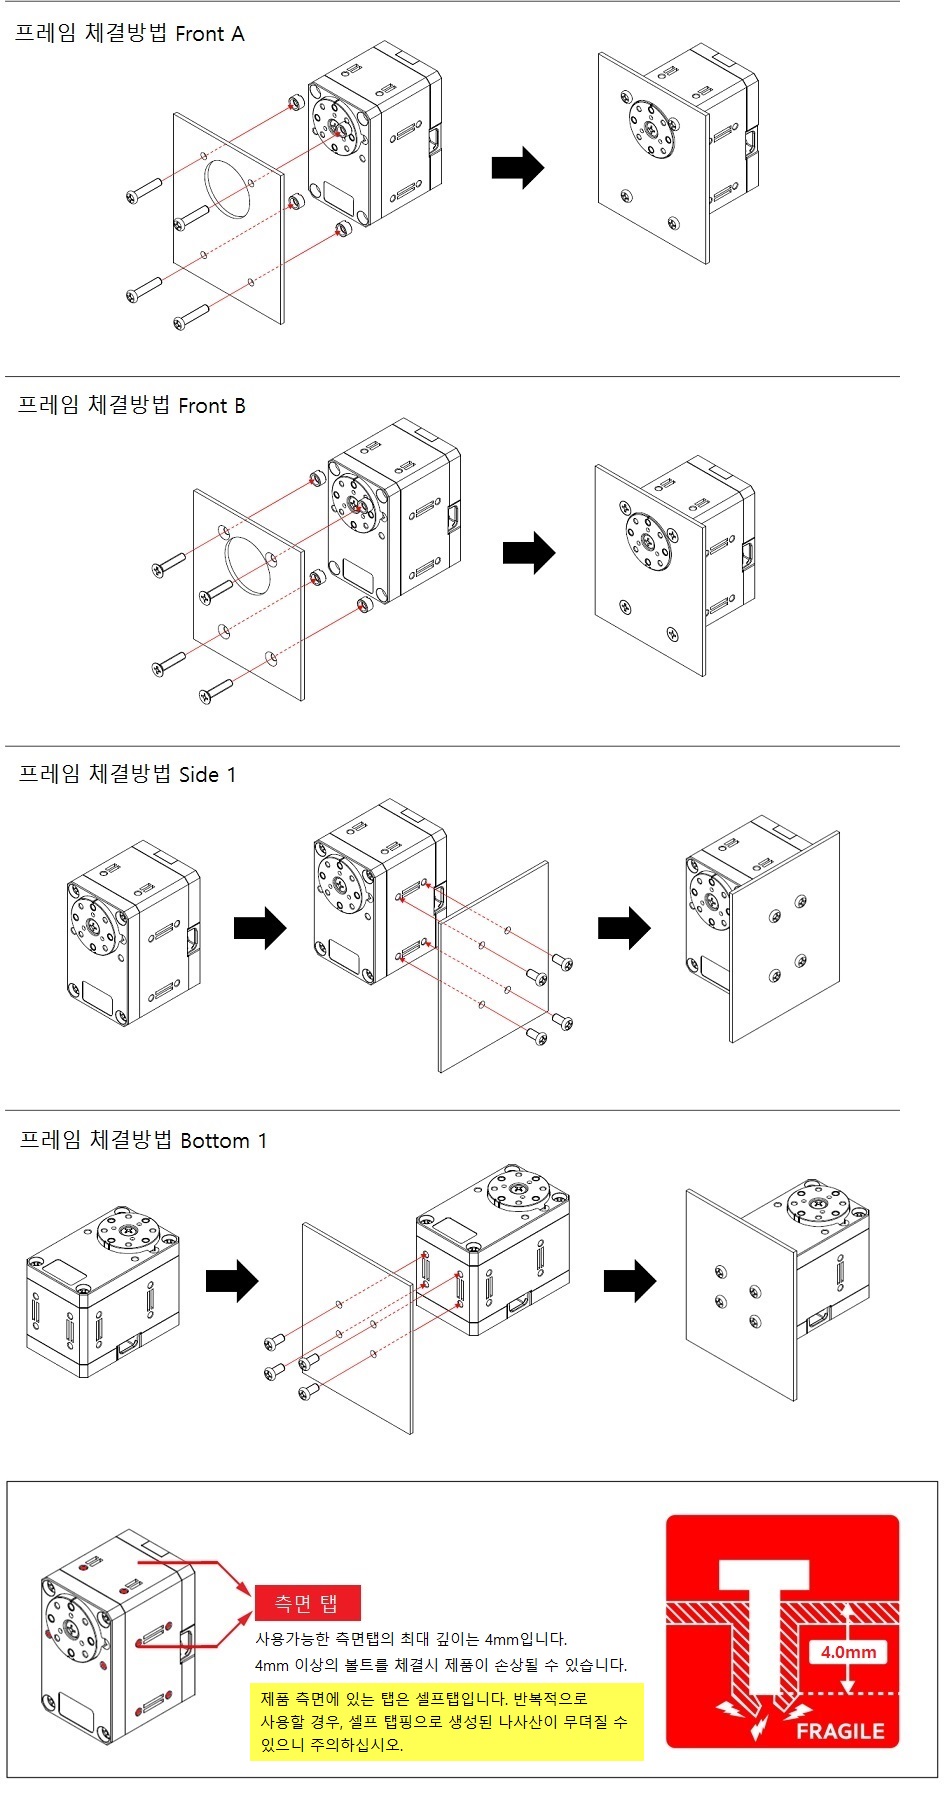 프레임 체결방법 Front A
프레임 체결방법 Front B
프레임 체결방법 Side 1
프레임 체결방법 Bottom 1
측면 탭
사용가능한 측면탭의 최대 깊이는 4mm입니다.
4mm 이상의 볼트를 체결시 제품이 손상될 수 있습니다.
제품 측면에 있는 탭은 셀프탭입니다. 반복적으로
사용할 경우, 셀프 탭핑으로 생성된 나사산이 무뎌질 수
있으니 주의하십시오.
4.0mm
FRAGILE